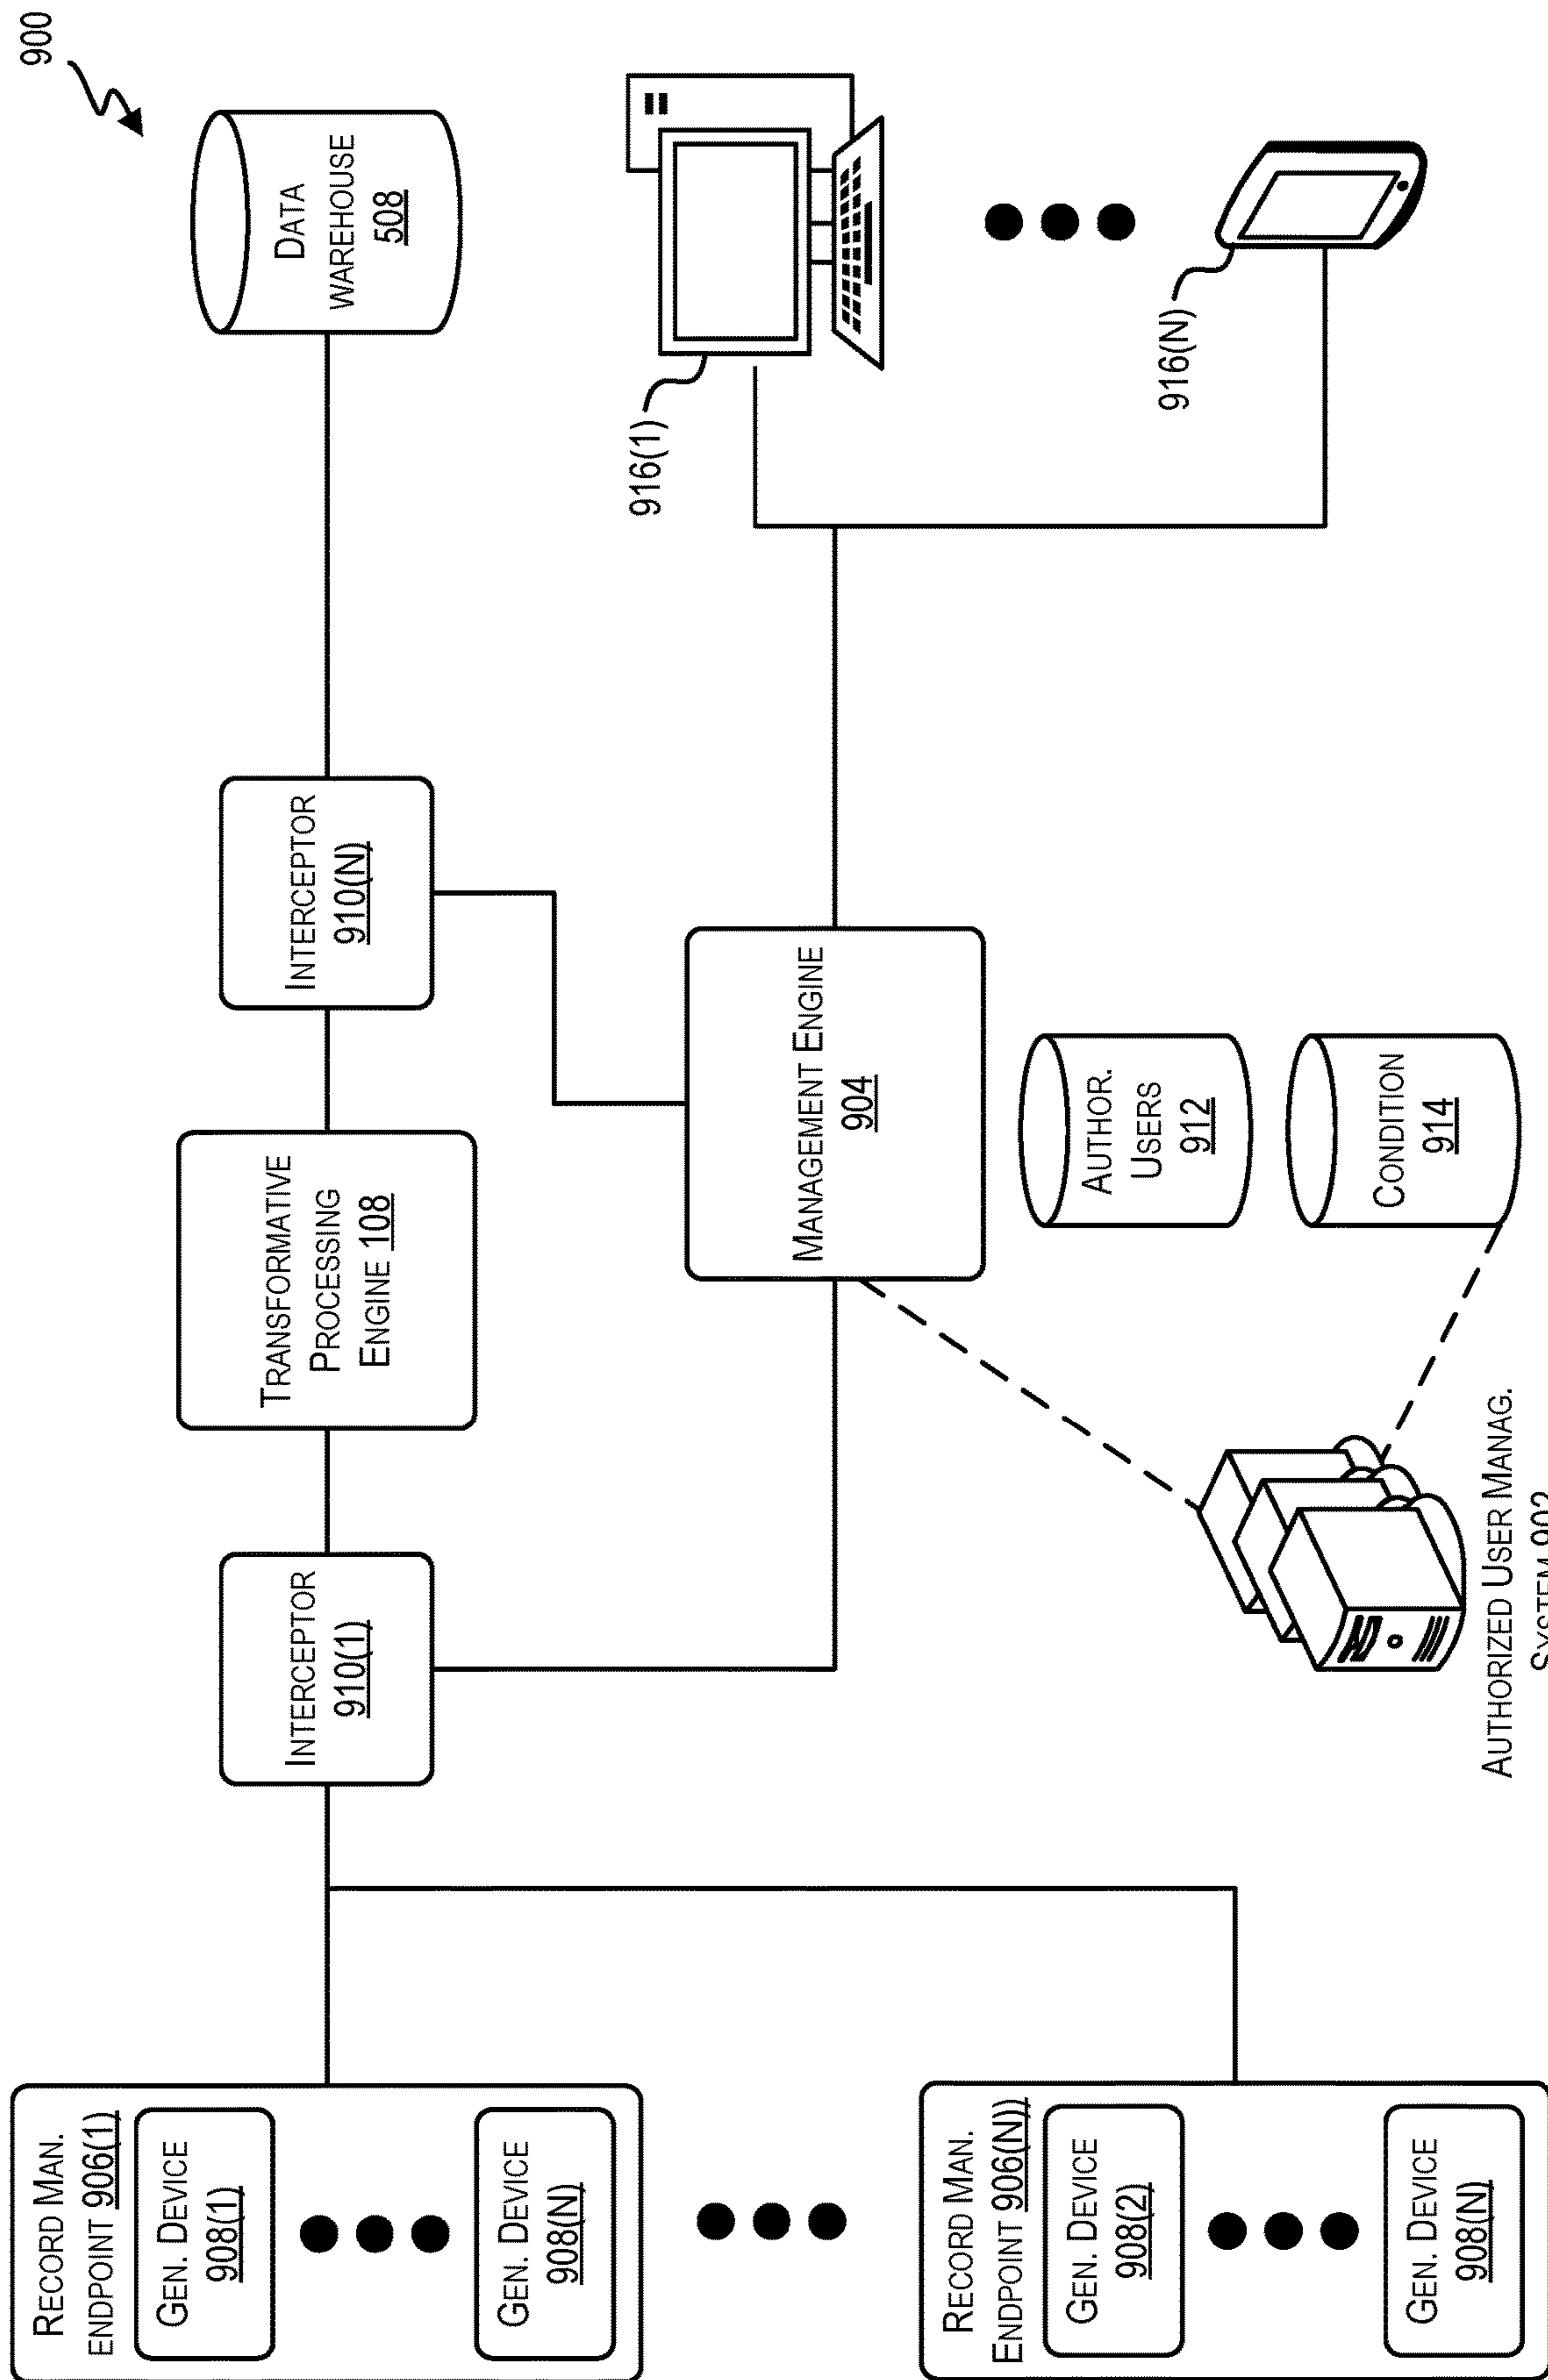 900
RECORD MAN.
ENDPOINT 906(1)
GEN. DEVICE
908(1)
GEN. DEVICE
908(N)
INTERCEPTOR
910(1)
TRANSFORMATIVE
PROCESSING
ENGINE 108
INTERCEPTOR
910(N)
DATA
WAREHOUSE
508
916(1)
MANAGEMENT ENGINE
904
RECORD MAN.
ENDPOINT 906(N))
GEN. DEVICE
908(2)
GEN. DEVICE
908(N)
AUTHOR.
USERS
912
CONDITION
914
916(N)
AUTHORIZED USER MANAG.
SYSTEM 902